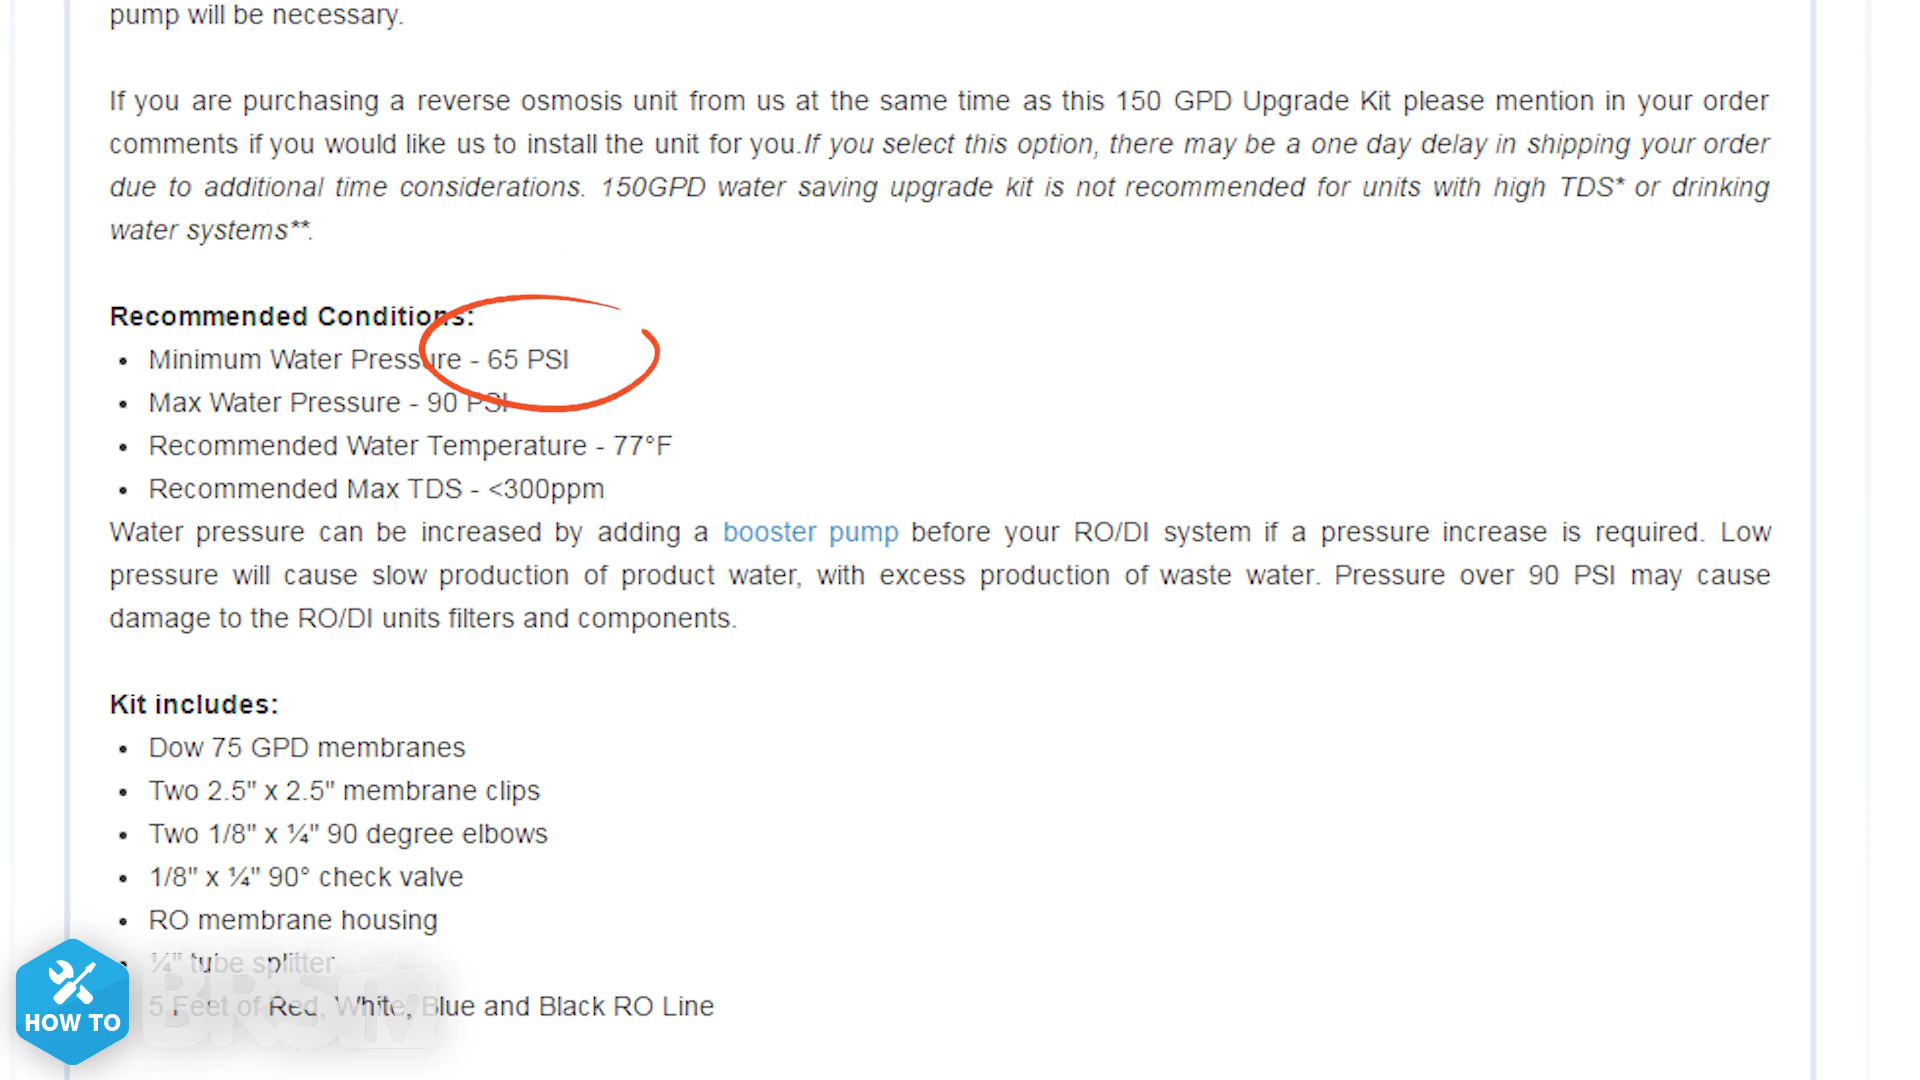 pump will be necessary.
If you are purchasing a reverse osmosis unit from us at the same time as this 150 GPD Upgrade Kit please mention in your order
comments if you would like us to install the unit for you.If you select this option, there may be a one day delay in shipping your order
due to additional time considerations. 150GPD water saving upgrade kit is not recommended for units with high TDS* or drinking
water systems**.
Recommended Conditions:
• Minimum Water Pressure - 65 PSI
• Max Water Pressure - 90 PSI
• Recommended Water Temperature - 77°F
• Recommended Max TDS - <300ppm
Water pressure can be increased by adding a booster pump before your RO/DI system if a pressure increase is required. Low
pressure will cause slow production of product water, with excess production of waste water. Pressure over 90 PSI may cause
damage to the RO/DI units filters and components.
Kit includes:
• Dow 75 GPD membranes
• Two 2.5" x 2.5" membrane clips
• Two 1/8" x ¼" 90 degree elbows
• 1/8" x ¼" 90° check valve
• RO membrane housing
• ¼" tube splitter
5 Feet of Red, White, Blue and Black RO Line
HOW TO
BRStv